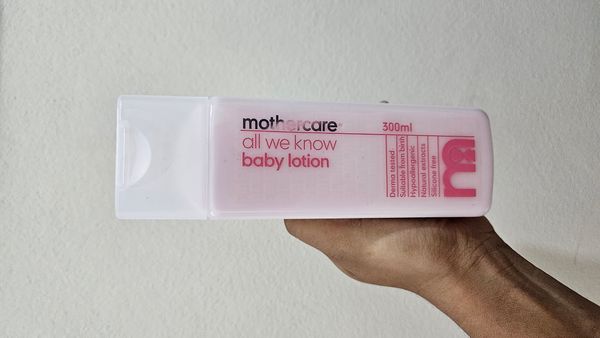 mothercare
300ml
all we know
baby lotion
Derma tested
Suitable from birth
Hypoallergenic
Natural extracts
Silicone free